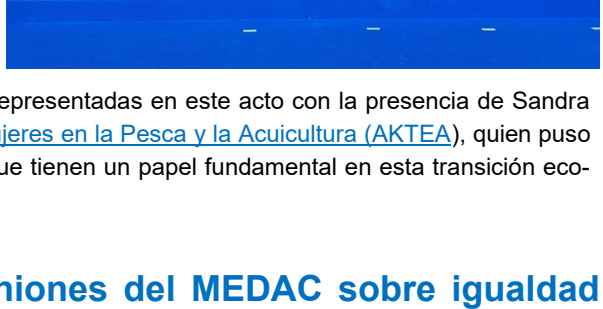 epresentadas en este acto con la presencia de Sandra
ujeres en la Pesca y la Acuicultura (AKTEA), quien puso
ue tienen un papel fundamental en esta transición eco-
niones del MEDAC sobre igualdad